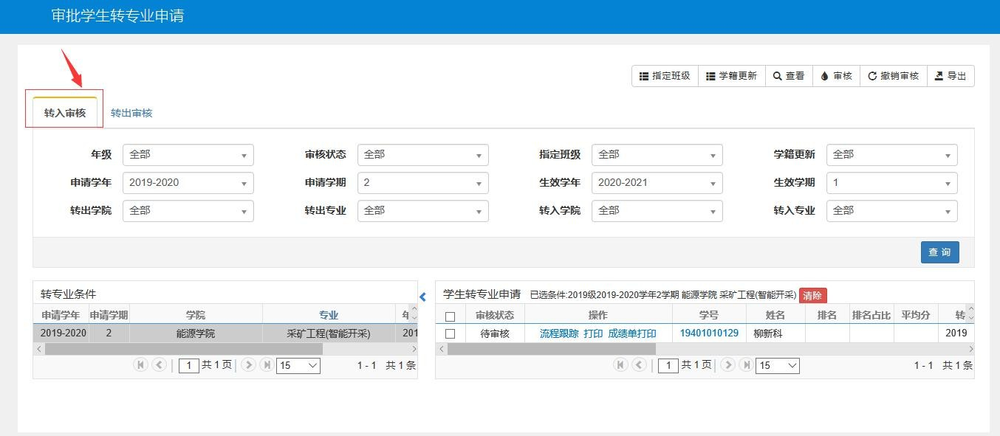 审批学生转专业申请
指定班级 学籍更新 查看 审核 撤销审核 导出
转入审核 转出审核
年级 全部 审核状态 全部 指定班级 全部 学籍更新 全部
申请学年 2019-2020 申请学期 2 生效学年 2020-2021 生效学期 1
转出学院 全部 转出专业 全部 转入学院 全部 转入专业 全部
查 询
转专业条件
申请学年 申请学期 学院 专业 年
2019-2020 2 能源学院 采矿工程(智能开采) 201
1 共 1 页 15 1 - 1 共 1 条
学生转专业申请 已选条件:2019级2019-2020学年2学期 能源学院 采矿工程(智能开采) 清除
审核状态 操作 学号 姓名 排名 排名占比 平均分 转
待审核 流程跟踪 打印 成绩单打印 19401010129 柳新科 2019
1 共 1 页 15 1 - 1 共 1 条